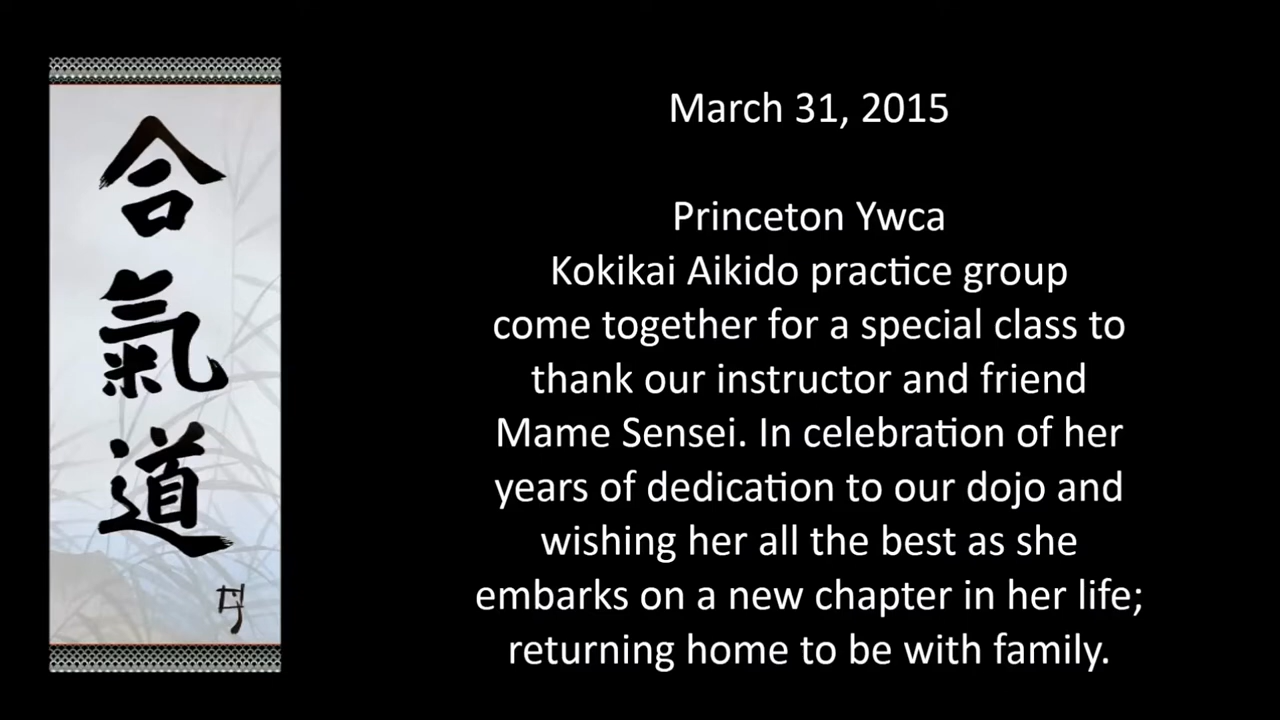 合
氣
道
March 31, 2015
Princeton Ywca
Kokikai Aikido practice group
come together for a special class to
thank our instructor and friend
Mame Sensei. In celebration of her
years of dedication to our dojo and
wishing her all the best as she
embarks on a new chapter in her life;
returning home to be with family.